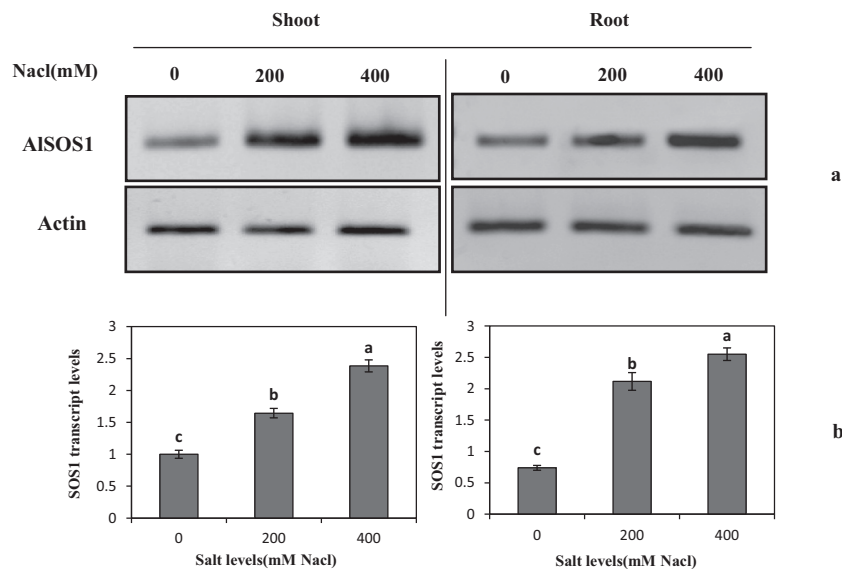 Shoot Root
Nacl(mM) 0 200 400 0 200 400
AlSOS1
a
Actin
3
2.5
2
1.5
1
0.5
0
SOS1 transcript levels
c
b
a
0 200 400
Salt levels(mM Nacl)
3
2.5
2
1.5
1
0.5
0
SOS1 transcript levels
c
b
a
0 200 400
Salt levels(mM Nacl)
b